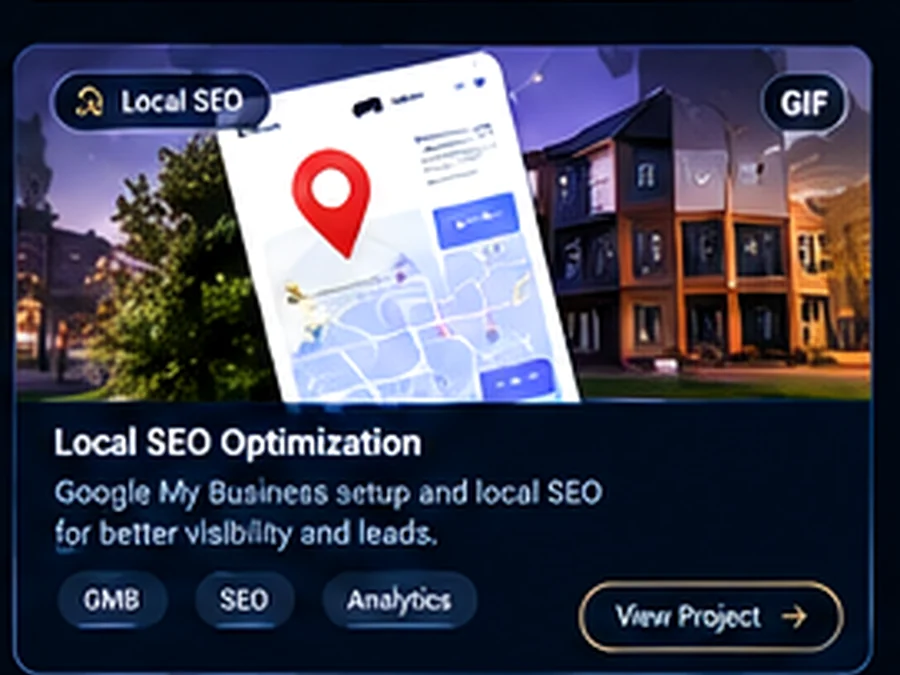 Local SEO
GIF
Local SEO Optimization
Google My Business setup and local SEO
for better visibility and leads.
GMB
SEO
Analytics
View Project →